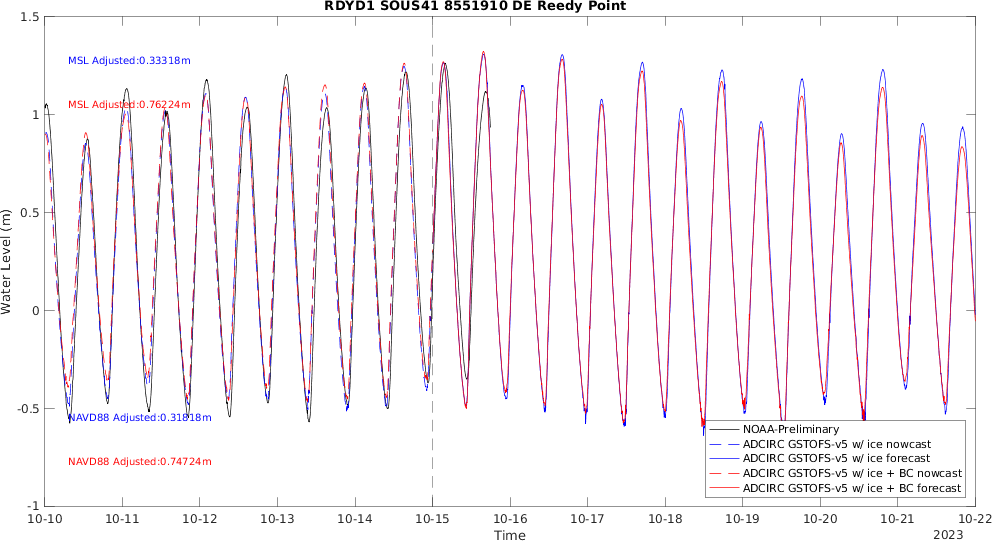 RDYD1 SOUS41 8551910 DE Reedy Point
1.5
MSL Adjusted:0.33318m
MSL Adjusted:0.76224m
1
0.5
Water Level (m)
0
-0.5
NAVD88 Adjusted:0.31818m
NAVD88 Adjusted:0.74724m
-1
NOAA-Preliminary
ADCIRC GSTOFS-v5 w/ ice nowcast
ADCIRC GSTOFS-v5 w/ ice forecast
ADCIRC GSTOFS-v5 w/ ice + BC nowcast
ADCIRC GSTOFS-v5 w/ ice + BC forecast
10-10 10-11 10-12 10-13 10-14 10-15 10-16 10-17 10-18 10-19 10-20 10-21 10-22
Time
2023